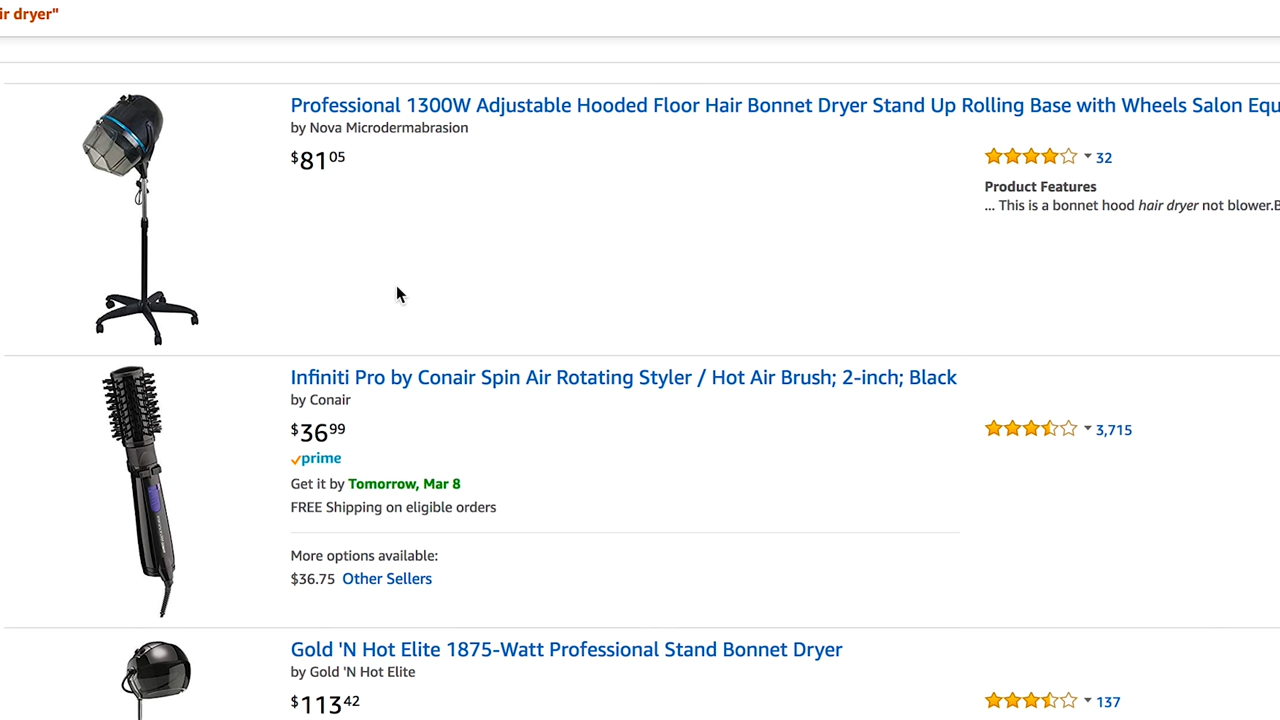 ir dryer"
Professional 1300W Adjustable Hooded Floor Hair Bonnet Dryer Stand Up Rolling Base with Wheels Salon Equ
by Nova Microdermabrasion
$81 05
32
Product Features
... This is a bonnet hood hair dryer not blower.B
Infiniti Pro by Conair Spin Air Rotating Styler / Hot Air Brush; 2-inch; Black
by Conair
$36 99
3,715
prime
Get it by Tomorrow, Mar 8
FREE Shipping on eligible orders
More options available:
$36.75 Other Sellers
Gold 'N Hot Elite 1875-Watt Professional Stand Bonnet Dryer
by Gold 'N Hot Elite
$113 42
137